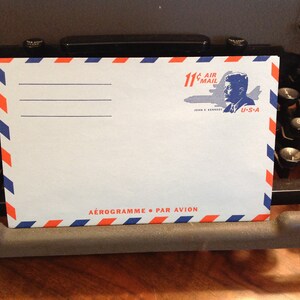 11¢ AIR
MAIL
JOHN F. KENNEDY
U•S•A
AÉROGRAMME • PAR AVION